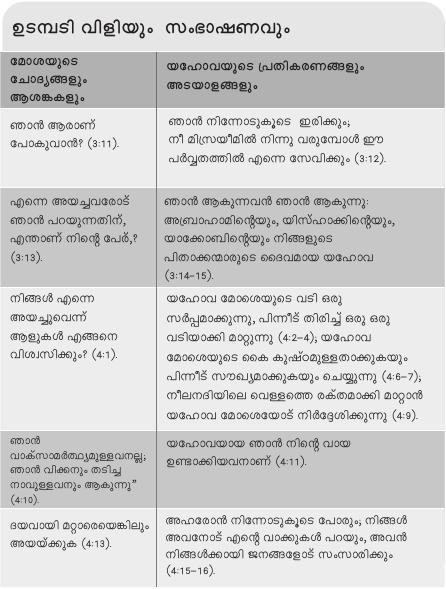 ഉടമ്പടി വിളിയും സംഭാഷണവും
മോശയുടെ
ചോദ്യങ്ങളും
ആശങ്കകളും
യഹോവയുടെ പ്രതികരണങ്ങളും
അടയാളങ്ങളും
ഞാൻ ആരാണ്
പോകുവാൻ? (3:11).
ഞാൻ നിന്നോടുകൂടെ ഇരിക്കും;
നീ മിസ്രയീമിൽ നിന്നു വരുമ്പോൾ ഈ
പർവ്വതത്തിൽ എന്നെ സേവിക്കും (3:12).
എന്നെ അയച്ചവരോട്
ഞാൻ പറയുന്നതിന്,
എന്താണ് നിന്റെ പേര്,?
(3:13).
ഞാൻ ആകുന്നവൻ ഞാൻ ആകുന്നു:
അബ്രാഹാമിന്റെയും, യിസ്ഹാക്കിന്റെയും,
യാക്കോബിന്റെയും നിങ്ങളുടെ
പിതാക്കന്മാരുടെ ദൈവമായ യഹോവ
(3:14–15).
നിങ്ങൾ എന്നെ
അയച്ചുവെന്ന്
ആളുകൾ എങ്ങനെ
വിശ്വസിക്കും? (4:1).
യഹോവ മോശെയുടെ വടി ഒരു
സർപ്പമാക്കുന്നു, പിന്നീട് തിരിച്ച് ഒരു ഒരു
വടിയാക്കി മാറ്റുന്നു (4:2–4); യഹോവ
മോശെയുടെ കൈ കുഷ്ഠമുള്ളതാക്കുകയും
പിന്നീട് സൗഖ്യമാക്കുകയും ചെയ്യുന്നു (4:6–7);
നീലനദിയിലെ വെള്ളത്തെ രക്തമാക്കി മാറ്റാൻ
യഹോവ മോശെയോട് നിർദ്ദേശിക്കുന്നു (4:9).
ഞാൻ
വാക്സാമർത്ഥ്യമുള്ളവനല്ല;
ഞാൻ വിക്കനും തടിച്ച
നാവുള്ളവനും ആകുന്നു”
(4:10).
യഹോവയായ ഞാൻ നിന്റെ വായ
ഉണ്ടാക്കിയവനാണ് (4:11).
ദയവായി മറ്റാരെയെങ്കിലും
അയയ്ക്കുക (4:13).
അഹരോൻ നിന്നോടുകൂടെ പോരും; നിങ്ങൾ
അവനോട് എന്റെ വാക്കുകൾ പറയും, അവൻ
നിങ്ങൾക്കായി ജനങ്ങളോട് സംസാരിക്കും
(4:15–16).